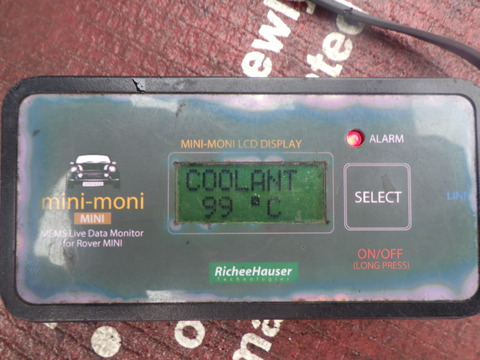 MINI-MONI LCD DISPLAY
ALARM
COOLANT
99 °C
SELECT
mini-moni
MINI
MEMS Live Data Monitor
for Rover MINI
ON/OFF
(LONG PRESS)
RicheeHauser
Technologies